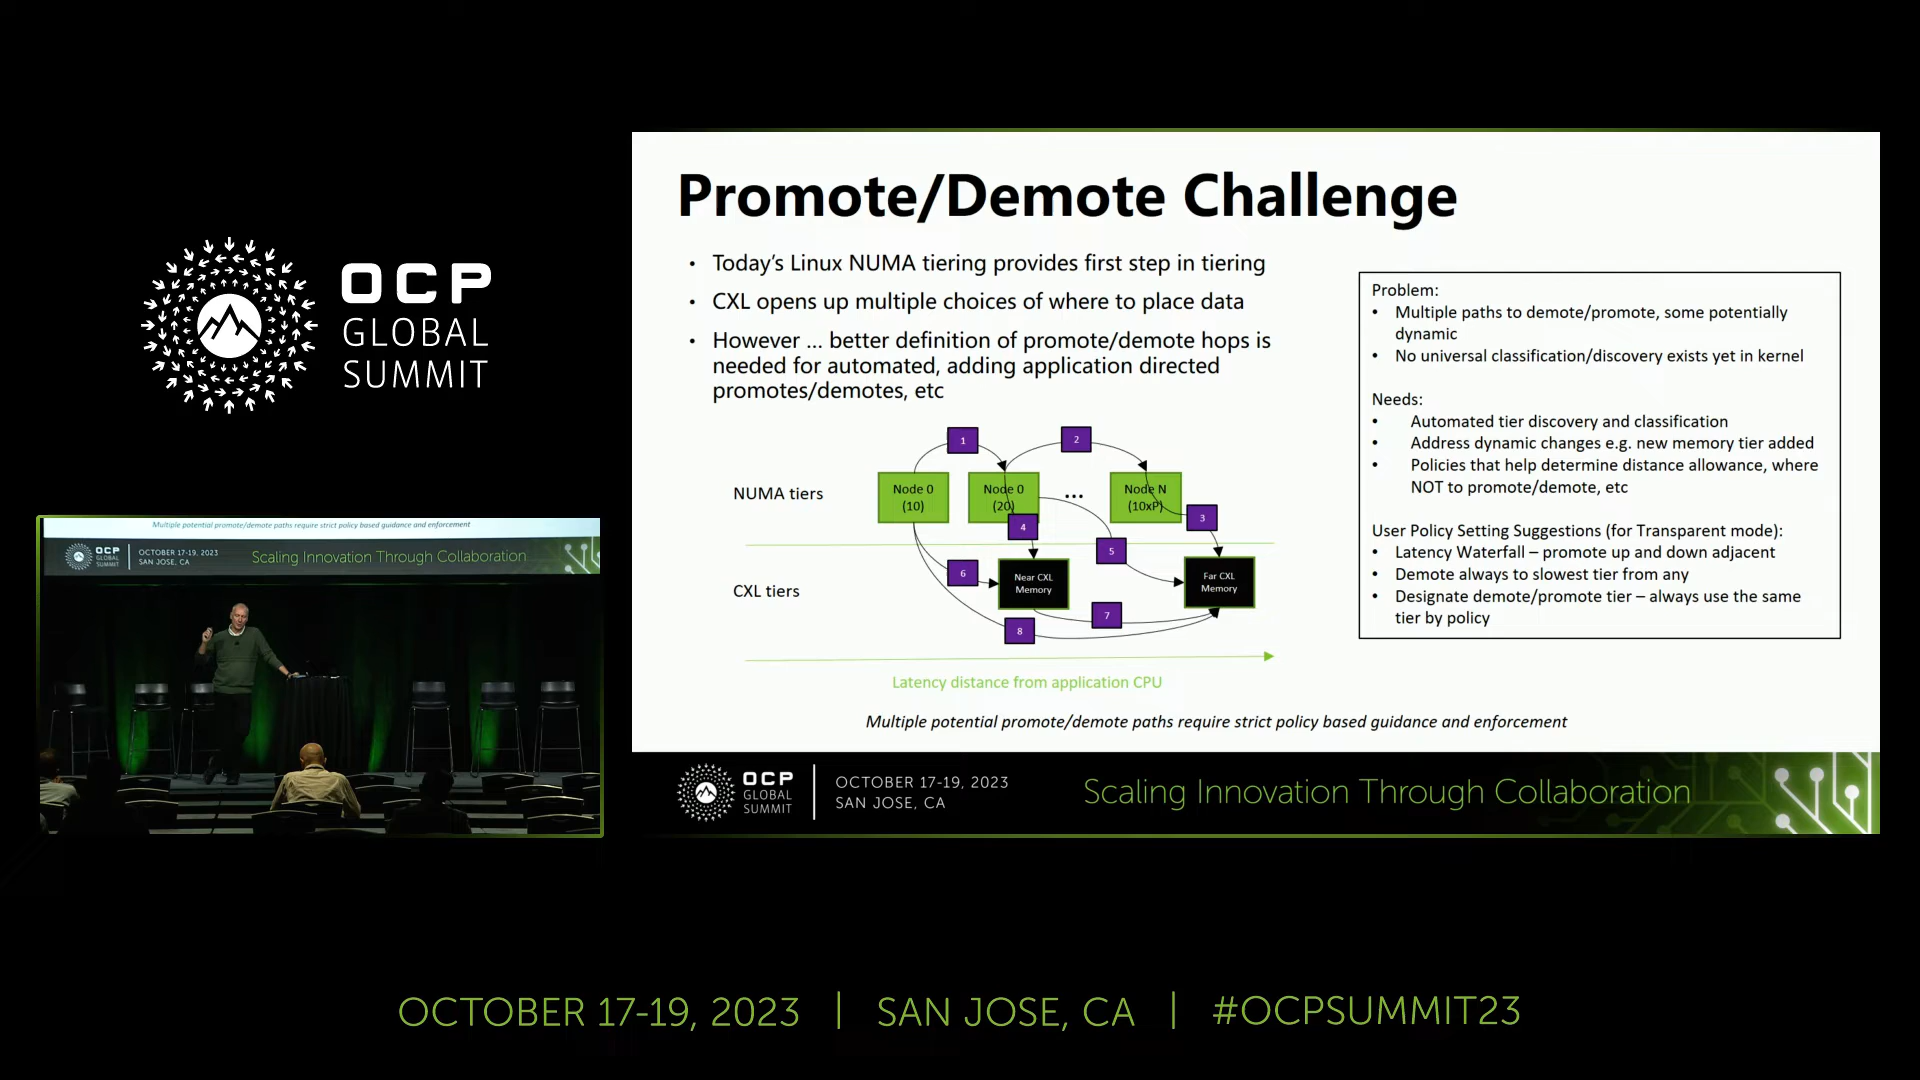 OCP
GLOBAL
SUMMIT
Multiple potential promote/demote paths require strict policy based guidance and enforcement
OCP
GLOBAL
SUMMIT
OCTOBER 17-19, 2023
SAN JOSE, CA
Scaling Innovation Through Collaboration
Promote/Demote Challenge
• Today's Linux NUMA tiering provides first step in tiering
• CXL opens up multiple choices of where to place data
• However ... better definition of promote/demote hops is
needed for automated, adding application directed
promotes/demotes, etc
1
2
NUMA tiers
Node 0
(10)
Node 0
(20)
...
Node N
(10xP)
3
4
5
CXL tiers
6
Near CXL
Memory
Far CXL
Memory
7
8
Latency distance from application CPU
Problem:
• Multiple paths to demote/promote, some potentially
dynamic
• No universal classification/discovery exists yet in kernel
Needs:
• Automated tier discovery and classification
• Address dynamic changes e.g. new memory tier added
• Policies that help determine distance allowance, where
NOT to promote/demote, etc
User Policy Setting Suggestions (for Transparent mode):
• Latency Waterfall – promote up and down adjacent
• Demote always to slowest tier from any
• Designate demote/promote tier – always use the same
tier by policy
Multiple potential promote/demote paths require strict policy based guidance and enforcement
OCP
GLOBAL
SUMMIT
OCTOBER 17-19, 2023
SAN JOSE, CA
Scaling Innovation Through Collaboration
OCTOBER 17-19, 2023 | SAN JOSE, CA | #OCPSUMMIT23